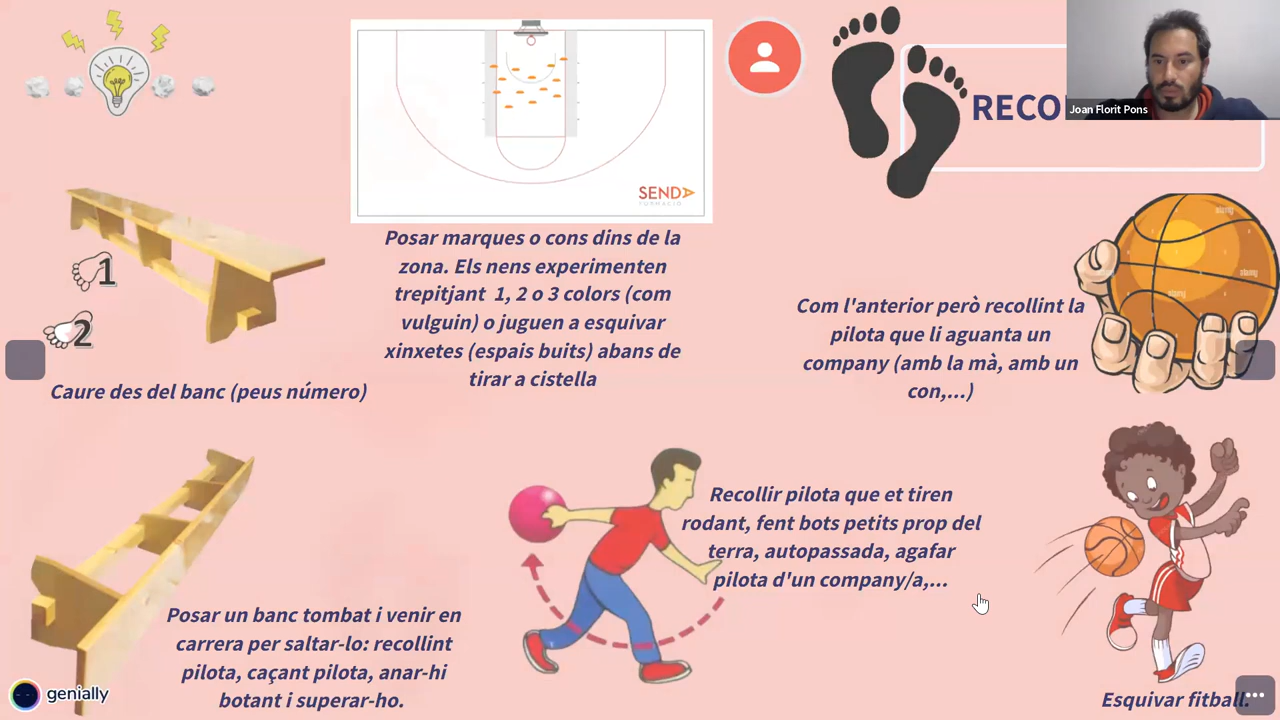 RECO
Joan Florit Pons
SENDA
FORMACIÓ
Posar marques o cons dins de la
zona. Els nens experimenten
trepitjant 1, 2 o 3 colors (com
vulguin) o juguen a esquivar
xinxetes (espais buits) abans de
tirar a cistella
1
2
Caure des del banc (peus número)
Com l'anterior però recollint la
pilota que li aguanta un
company (amb la mà, amb un
con,...)
Recollir pilota que et tiren
rodant, fent bots petits prop del
terra, autopassada, agafar
pilota d'un company/a,...
Posar un banc tombat i venir en
carrera per saltar-lo: recollint
pilota, caçant pilota, anar-hi
botant i superar-ho.
Esquivar fitball.
genially